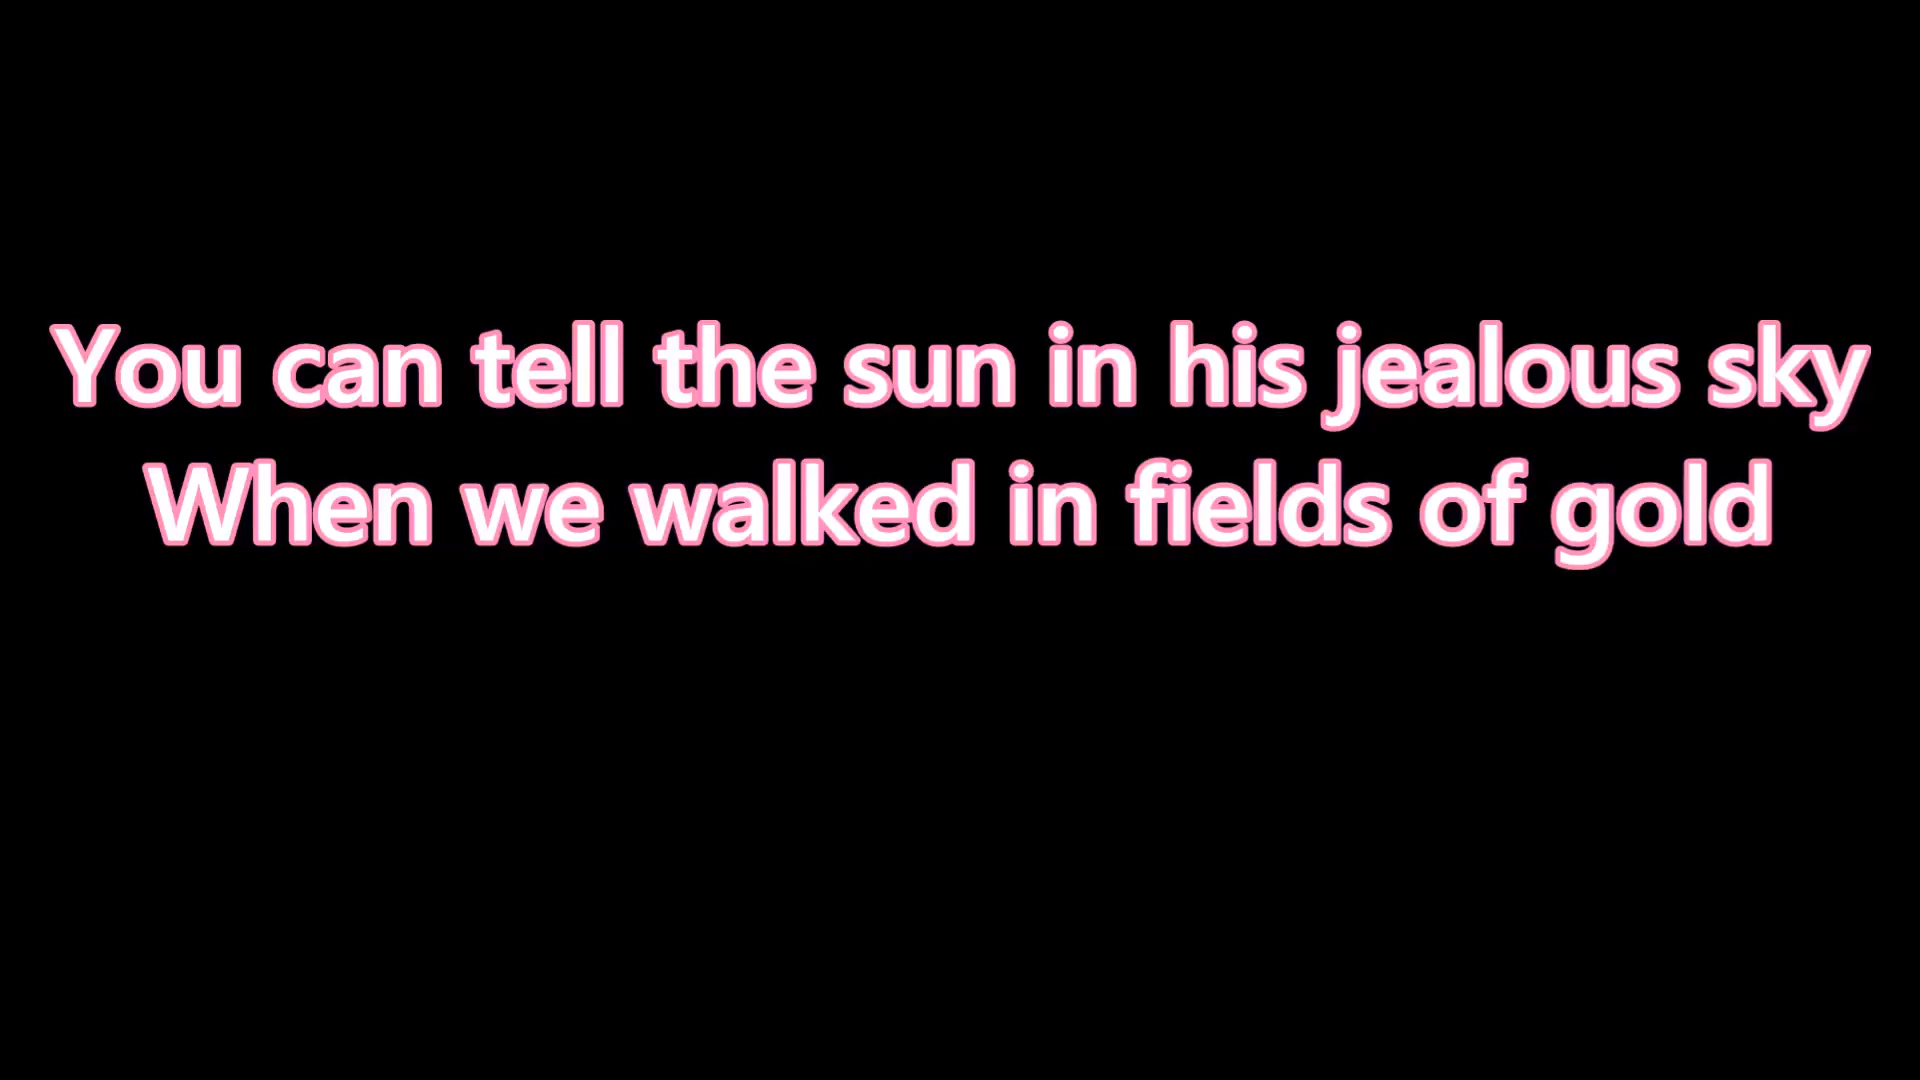 You can tell the sun in his jealous sky
When we walked in fields of gold